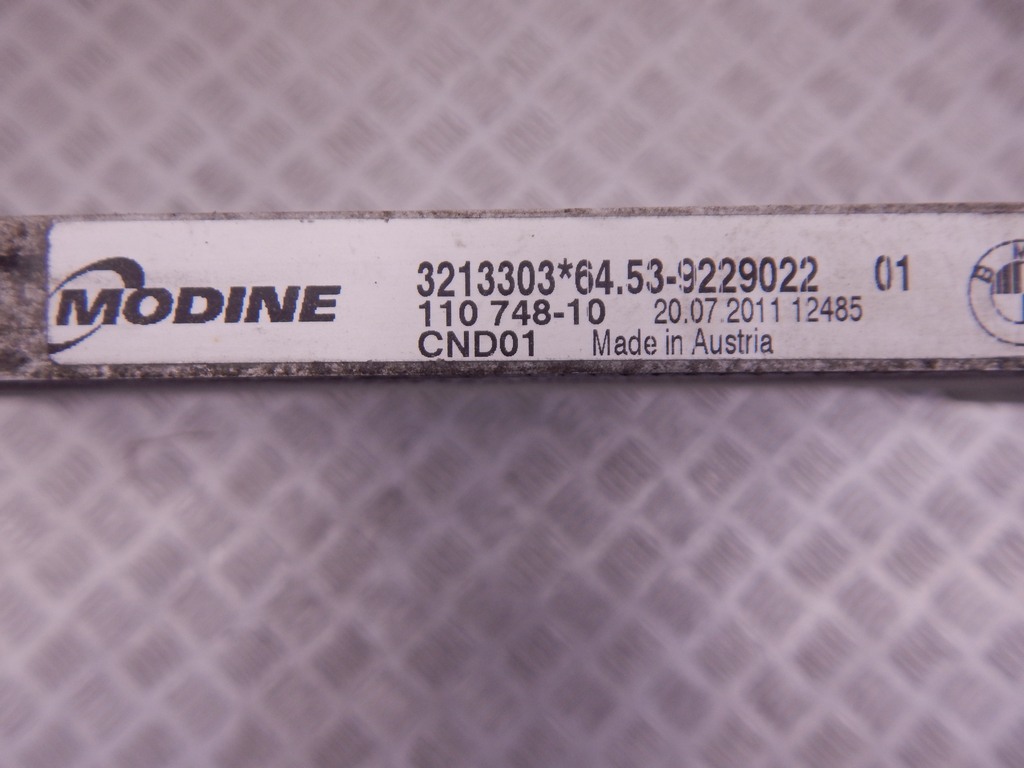 MODINE
3213303*64.53-9229022 01
110 748-10 20.07.2011 12485
CND01 Made in Austria
B M